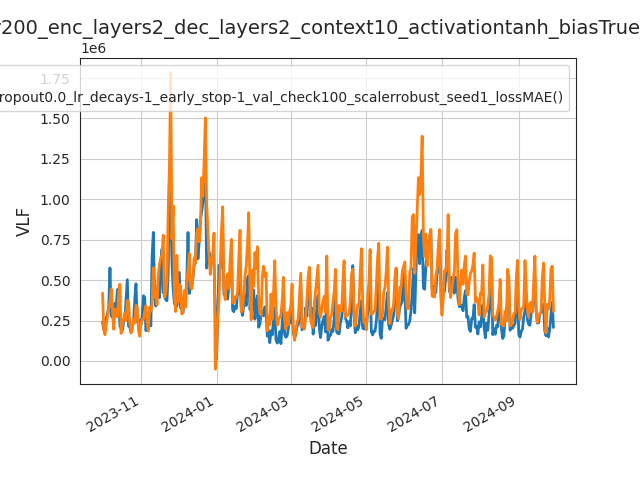 r200_enc_layers2_dec_layers2_context10_activationtanh_biasTrue
1e6
ropout0.0_lr_decays-1_early_stop-1_val_check100_scalerrobust_seed1_lossMAE()
1.75
1.50
1.25
1.00
0.75
0.50
0.25
0.00
VLF
2023-11
2024-01
2024-03
2024-05
2024-07
2024-09
Date